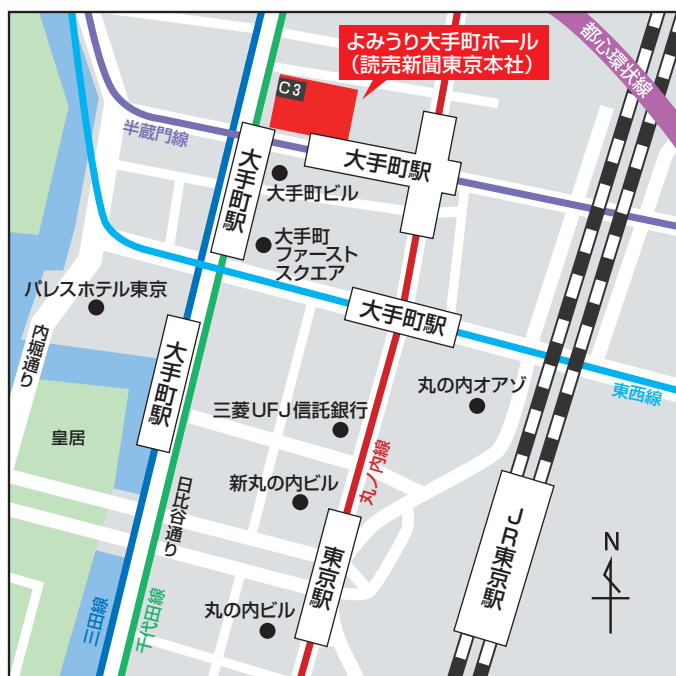 よみうり大手町ホール
（読売新聞東京本社）
都心環状線
C3
半蔵門線
大手町駅
大手町駅
大手町ビル
大手町
ファースト
スクエア
パレスホテル東京
内堀通り
大手町駅
大手町駅
丸の内オアゾ
東西線
三菱UFJ信託銀行
皇居
丸ノ内線
新丸の内ビル
日比谷通り
JR東京駅
N
東京駅
丸の内ビル
三田線
千代田線